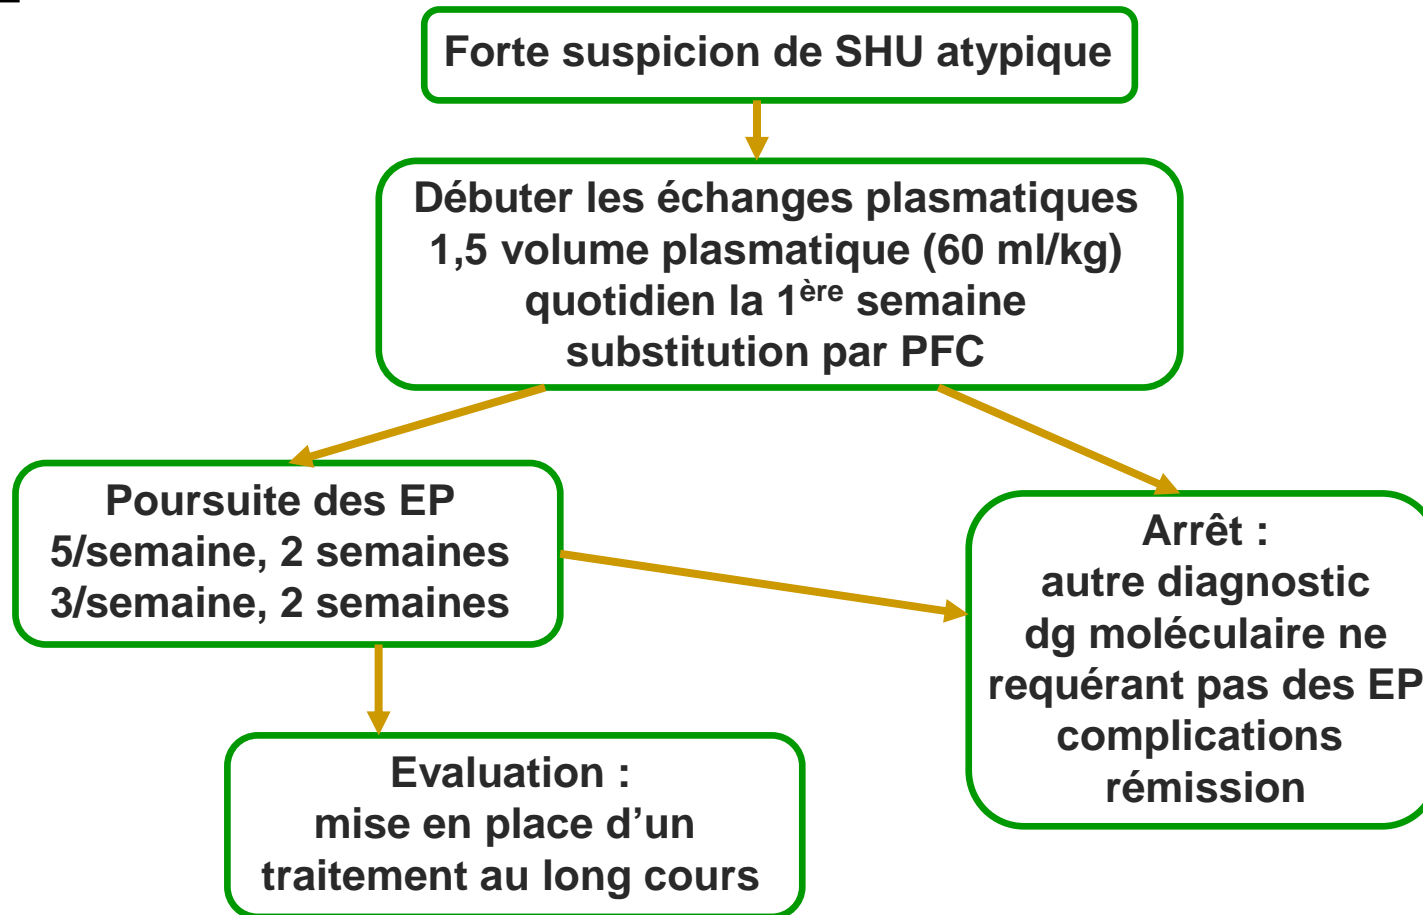 Forte suspicion de SHU atypique
Débuter les échanges plasmatiques
1,5 volume plasmatique (60 ml/kg)
quotidien la 1ère semaine
substitution par PFC
Poursuite des EP
5/semaine, 2 semaines
3/semaine, 2 semaines
Arrêt :
autre diagnostic
dg moléculaire ne
requérant pas des EP
complications
rémission
Evaluation :
mise en place d’un
traitement au long cours